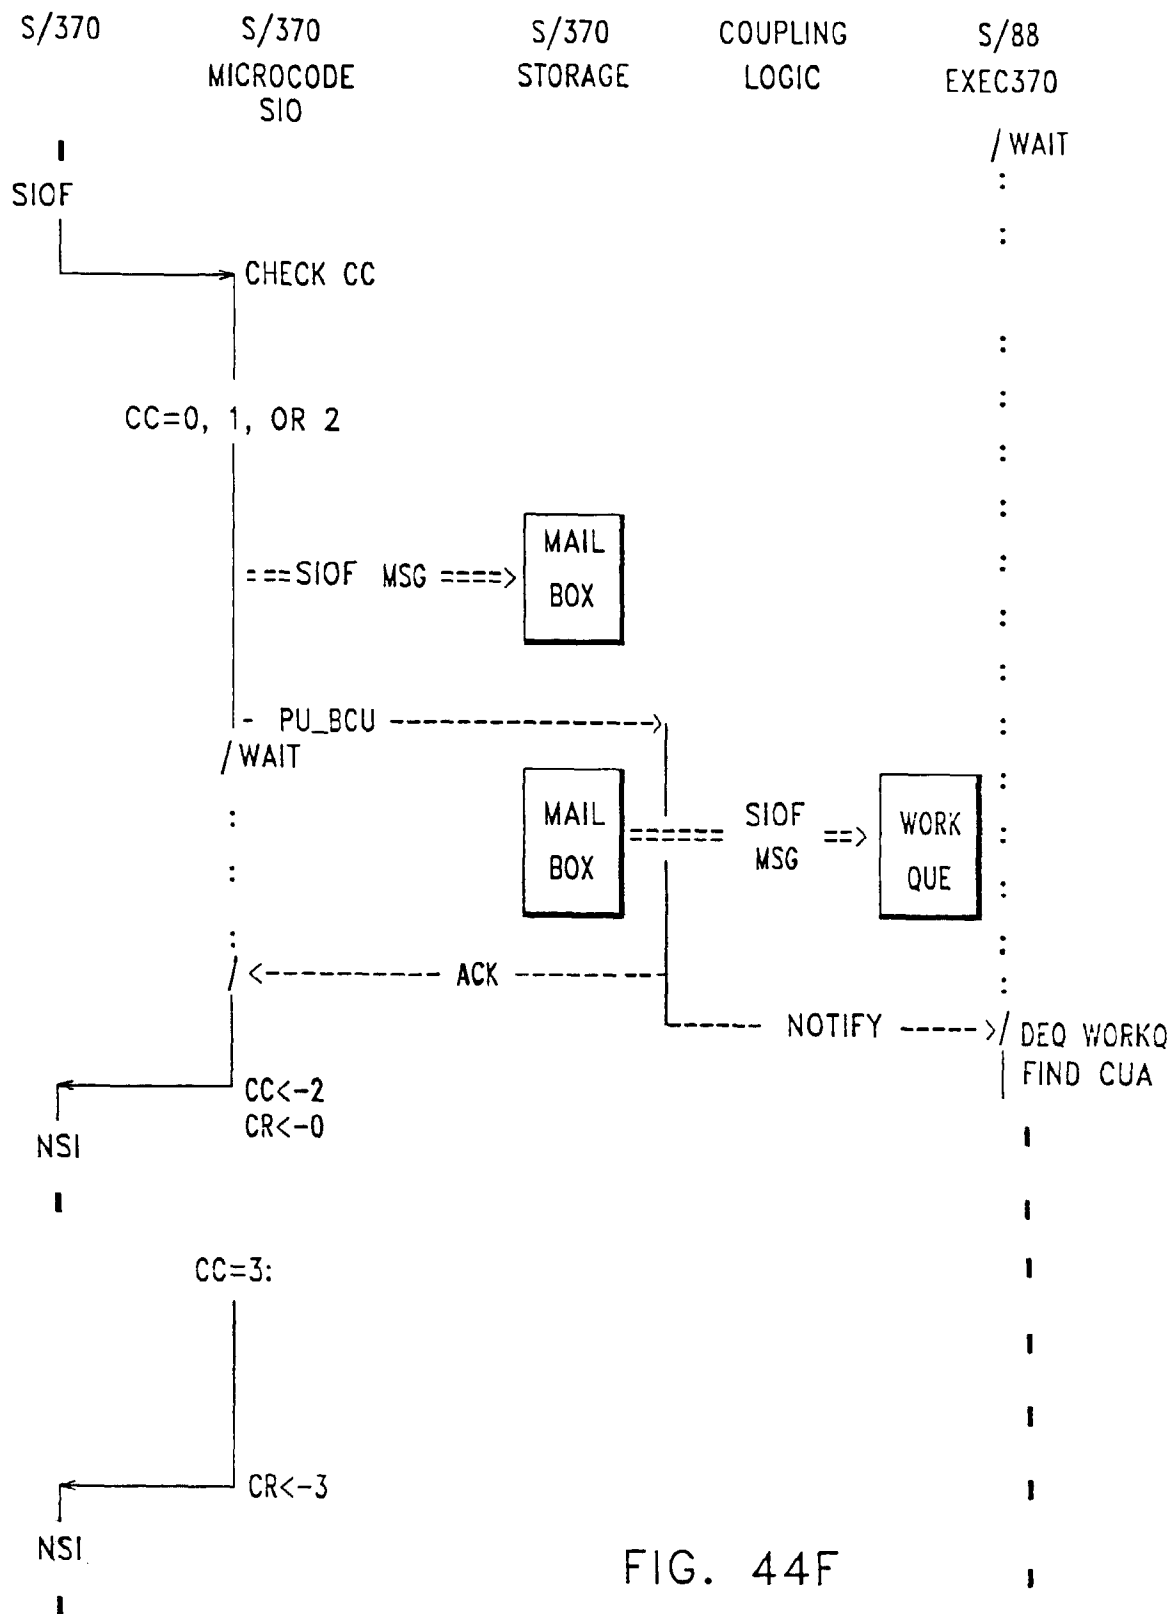 S/370 S/370 S/370 COUPLING S/88
MICROCODE STORAGE LOGIC EXEC370
SIO
/WAIT
SIOF
CHECK CC
CC=0, 1, OR 2
MAIL
===SIOF MSG ====>
BOX
- PU_BCU ------------------>
/WAIT
MAIL SIOF WORK
====== ==>
BOX MSG QUE
/ <---------- ACK ----------
------ NOTIFY ----->/ DEQ WORKQ
FIND CUA
CC<-2
CR<-0
NSI
CC=3:
CR<-3
NSI
FIG. 44F